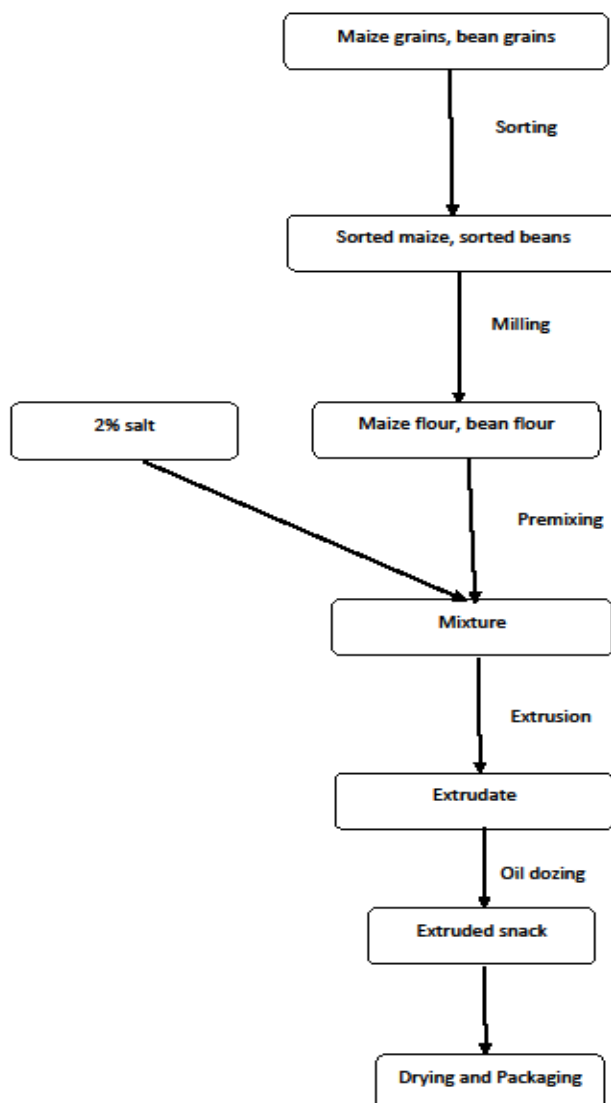 Maize grains, bean grains
Sorting
Sorted maize, sorted beans
Milling
2% salt
Maize flour, bean flour
Premixing
Mixture
Extrusion
Extrudate
Oil dozing
Extruded snack
Drying and Packaging